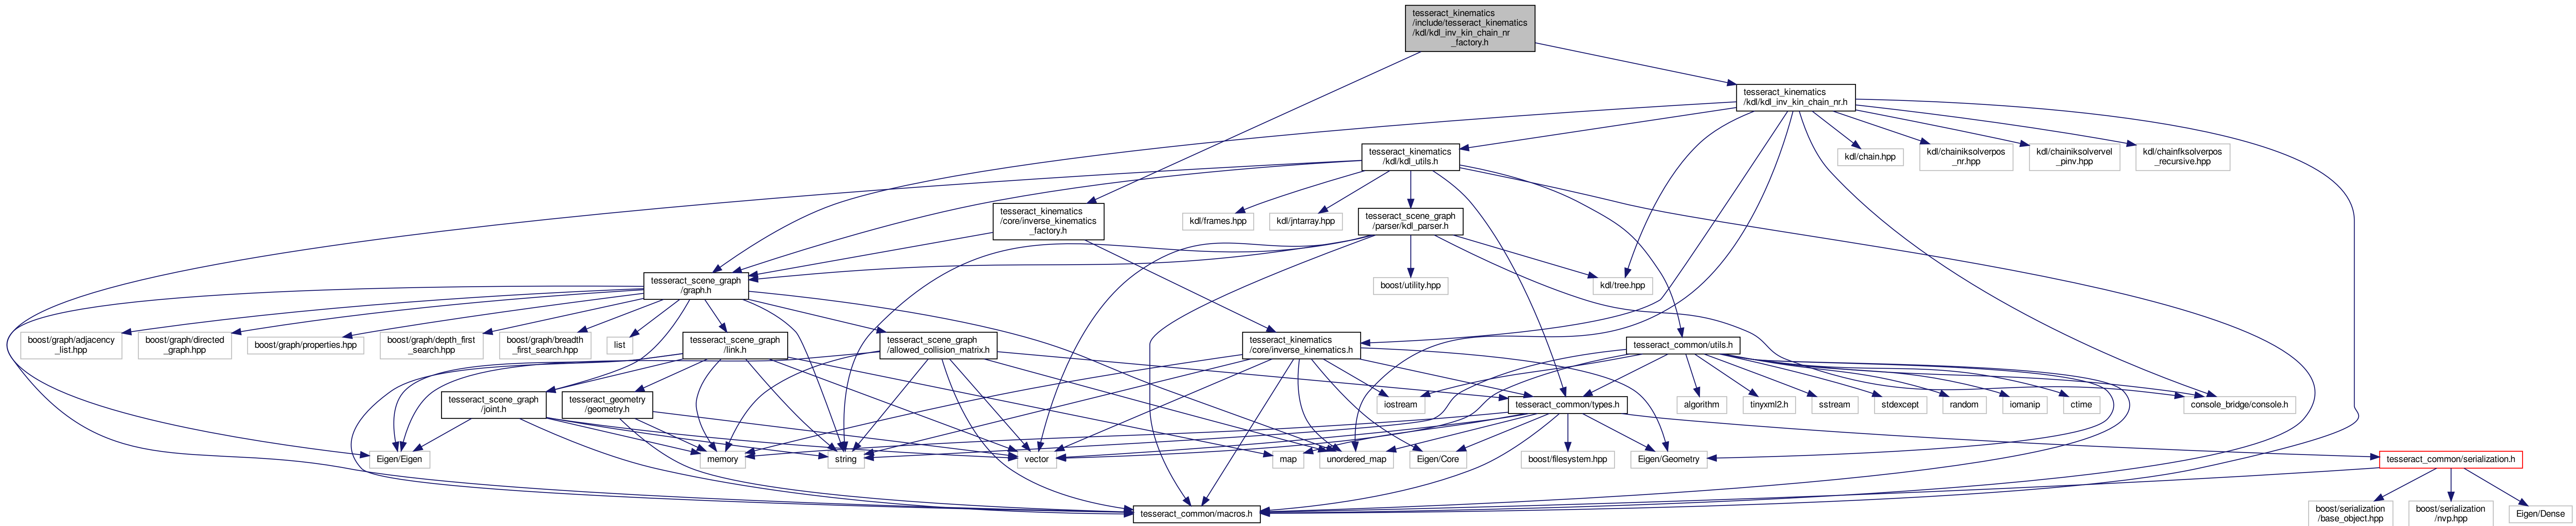 tesseract_kinematics
/include/tesseract_kinematics
/kdl/kdl_inv_kin_chain_nr
_factory.h
tesseract_kinematics
/kdl/kdl_inv_kin_chain_nr.h
tesseract_kinematics
/kdl/kdl_utils.h
kdl/chain.hpp
kdl/chainiksolverpos
_nr.hpp
kdl/chainiksolvervel
_pinv.hpp
kdl/chainfksolverpos
_recursive.hpp
tesseract_kinematics
/core/inverse_kinematics
_factory.h
kdl/frames.hpp
kdl/jntarray.hpp
tesseract_scene_graph
/parser/kdl_parser.h
tesseract_scene_graph
/graph.h
boost/utility.hpp
kdl/tree.hpp
boost/graph/adjacency
_list.hpp
boost/graph/directed
_graph.hpp
boost/graph/properties.hpp
boost/graph/depth_first
_search.hpp
boost/graph/breadth
_first_search.hpp
list
tesseract_scene_graph
/link.h
tesseract_scene_graph
/allowed_collision_matrix.h
tesseract_kinematics
/core/inverse_kinematics.h
tesseract_common/utils.h
tesseract_scene_graph
/joint.h
tesseract_geometry
/geometry.h
iostream
tesseract_common/types.h
algorithm
tinyxml2.h
sstream
stdexcept
random
iomanip
ctime
console_bridge/console.h
Eigen/Eigen
memory
string
vector
map
unordered_map
Eigen/Core
boost/filesystem.hpp
Eigen/Geometry
tesseract_common/serialization.h
tesseract_common/macros.h
boost/serialization
/base_object.hpp
boost/serialization
/nvp.hpp
Eigen/Dense